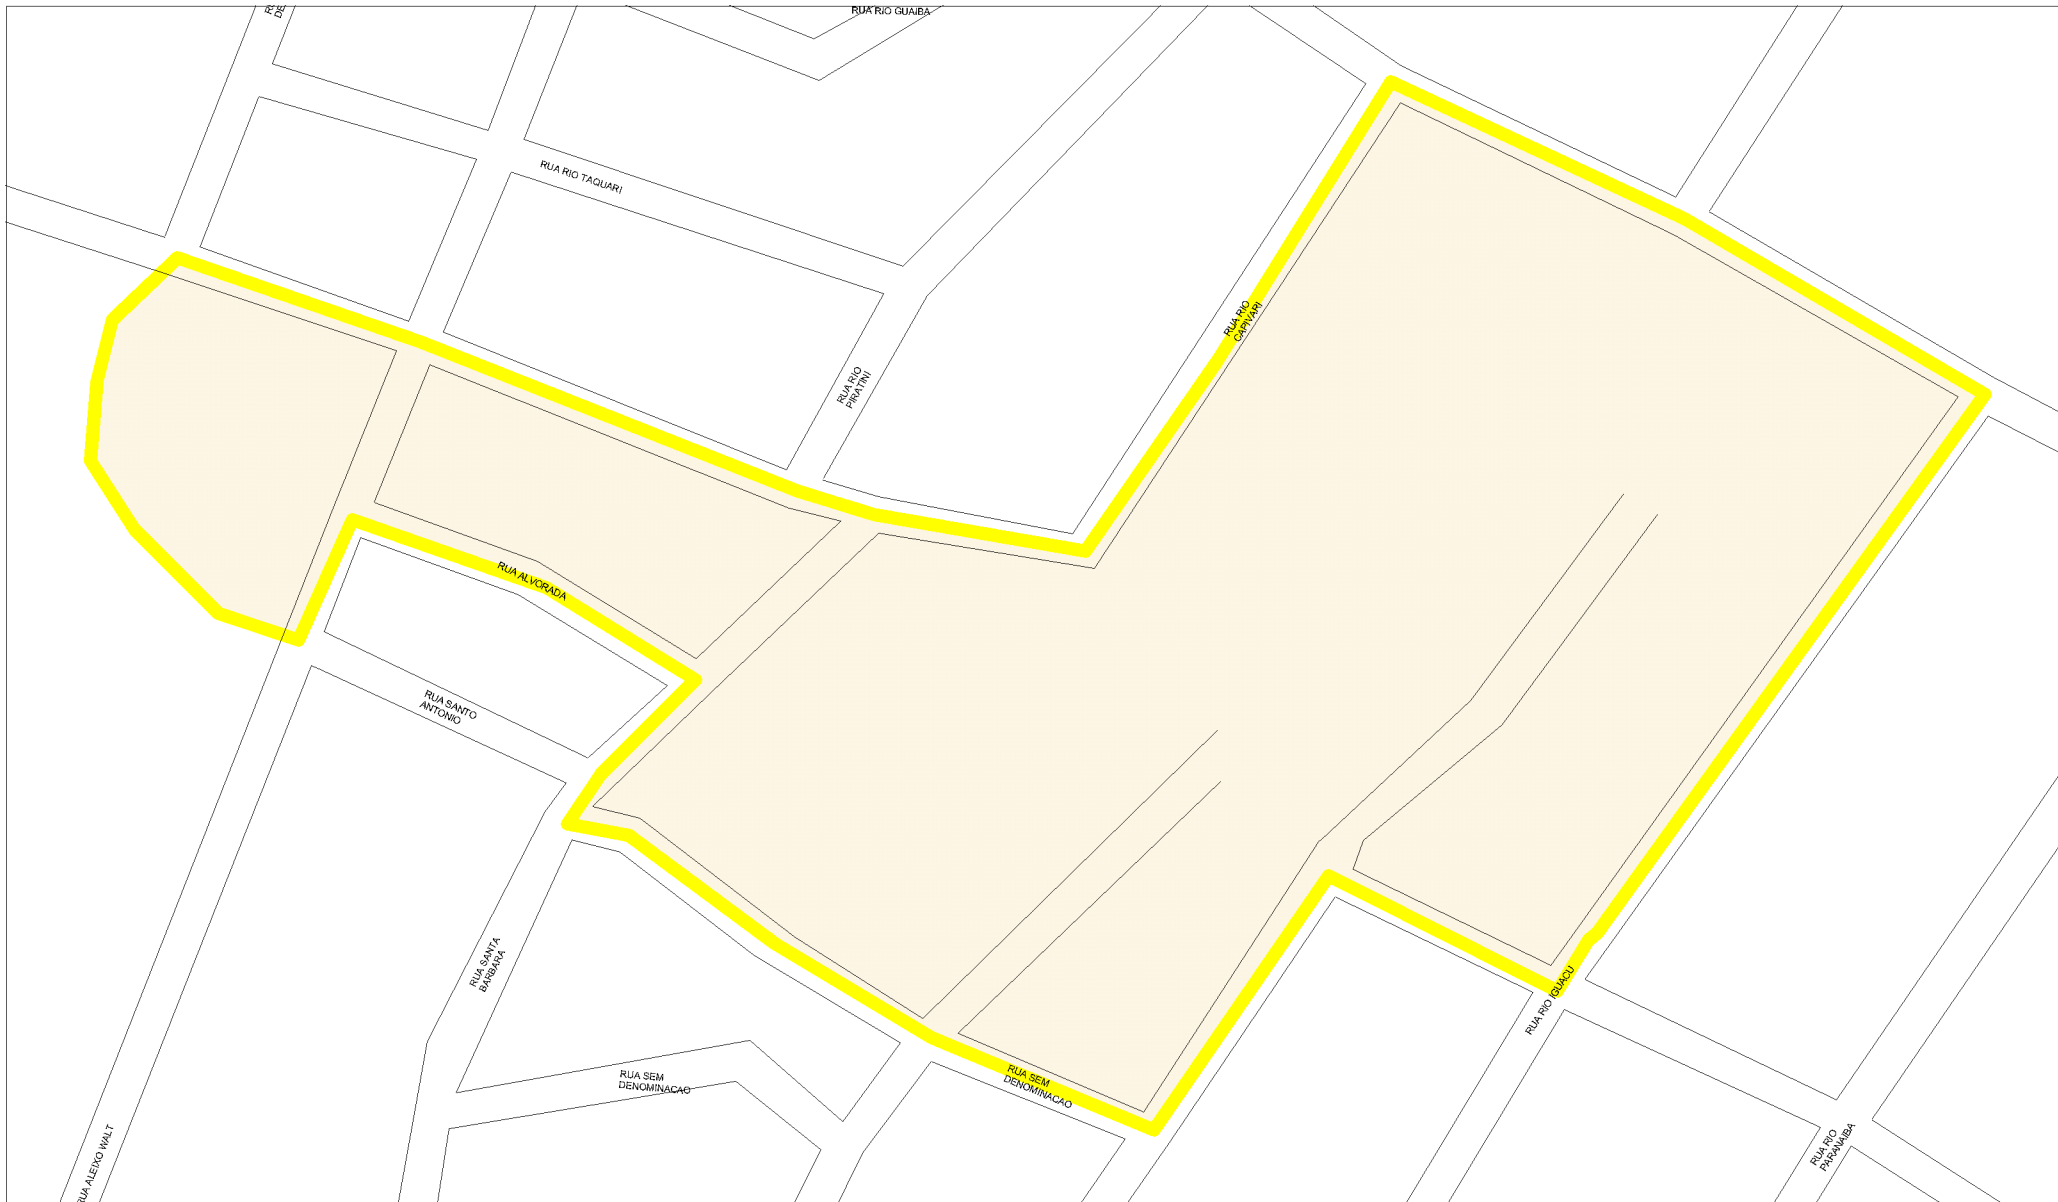 RUA RIO GUAIBA
RUA RIO TAQUARI
RUA RIO
CAPIVARI
RUA RIO
PIRATINI
RUA ALVORADA
RUA SANTO
ANTONIO
RUA SANTA
BARBARA
RUA RIO IGUACU
RUA SEM
DENOMINACAO
RUA SEM
DENOMINACAO
RUA ALEIXO WALT
RUA RIO
PARANAIBA